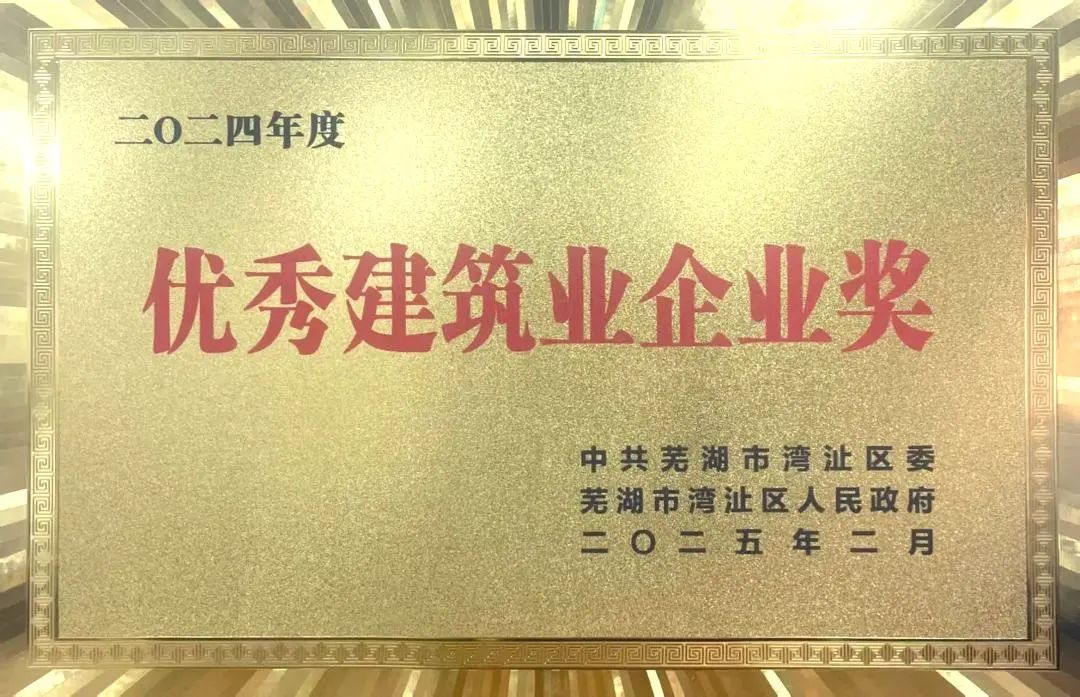 二〇二四年度
优秀建筑业企业奖
中共芜湖市湾沚区委
芜湖市湾沚区人民政府
二〇二五年二月